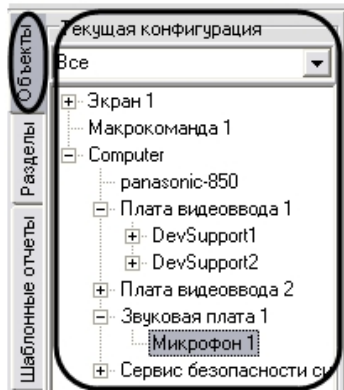 Текущая конфигурация
Объекты
Все
Экран 1
Макрокоманда 1
Computer
panasonic-850
Плата видеоввода 1
DevSupport1
DevSupport2
Плата видеоввода 2
Звуковая плата 1
Микрофон 1
Сервис безопасности си
Разделы
Шаблонные отчеты